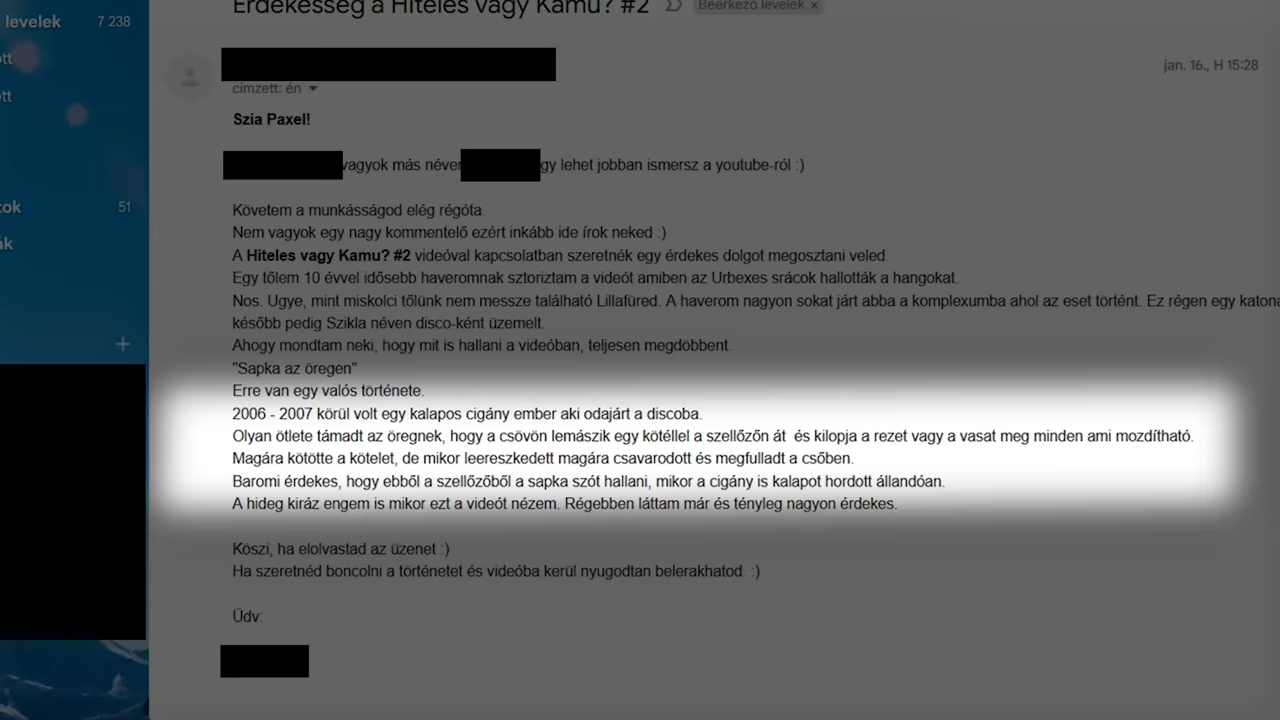 Érdekesség a Hiteles vagy Kamu? #2 Beérkező levelek ×
levelek 7 238
jan. 16., H 15:28
címzett: én
Szia Paxel!
vagyok más néven gy lehet jobban ismersz a youtube-ról :)
tok 51
Követem a munkásságod elég régóta.
Nem vagyok egy nagy kommentelő ezért inkább ide írok neked :)
A Hiteles vagy Kamu? #2 videóval kapcsolatban szeretnék egy érdekes dolgot megosztani veled.
Egy tőlem 10 évvel idősebb haveromnak sztoriztam a videót amiben az Urbexes srácok hallották a hangokat.
Nos. Ugye, mint miskolci tőlünk nem messze található Lillafüred. A haverom nagyon sokat járt abba a komplexumba ahol az eset történt. Ez régen egy katona
később pedig Szikla néven disco-ként üzemelt.
Ahogy mondtam neki, hogy mit is hallani a videóban, teljesen megdöbbent.
"Sapka az öregen"
Erre van egy valós története.
2006 - 2007 körül volt egy kalapos cigány ember aki odajárt a discoba.
Olyan ötlete támadt az öregnek, hogy a csövön lemászik egy kötéllel a szellőzőn át és kilopja a rezet vagy a vasat meg minden ami mozdítható.
Magára kötötte a kötelet, de mikor leereszkedett magára csavarodott és megfulladt a csőben.
Baromi érdekes, hogy ebből a szellőzőből a sapka szót hallani, mikor a cigány is kalapot hordott állandóan.
A hideg kiráz engem is mikor ezt a videót nézem. Régebben láttam már és tényleg nagyon érdekes.
Köszi, ha elolvastad az üzenet :)
Ha szeretnéd boncolni a történetet és videóba kerül nyugodtan belerakhatod. :)
Üdv: